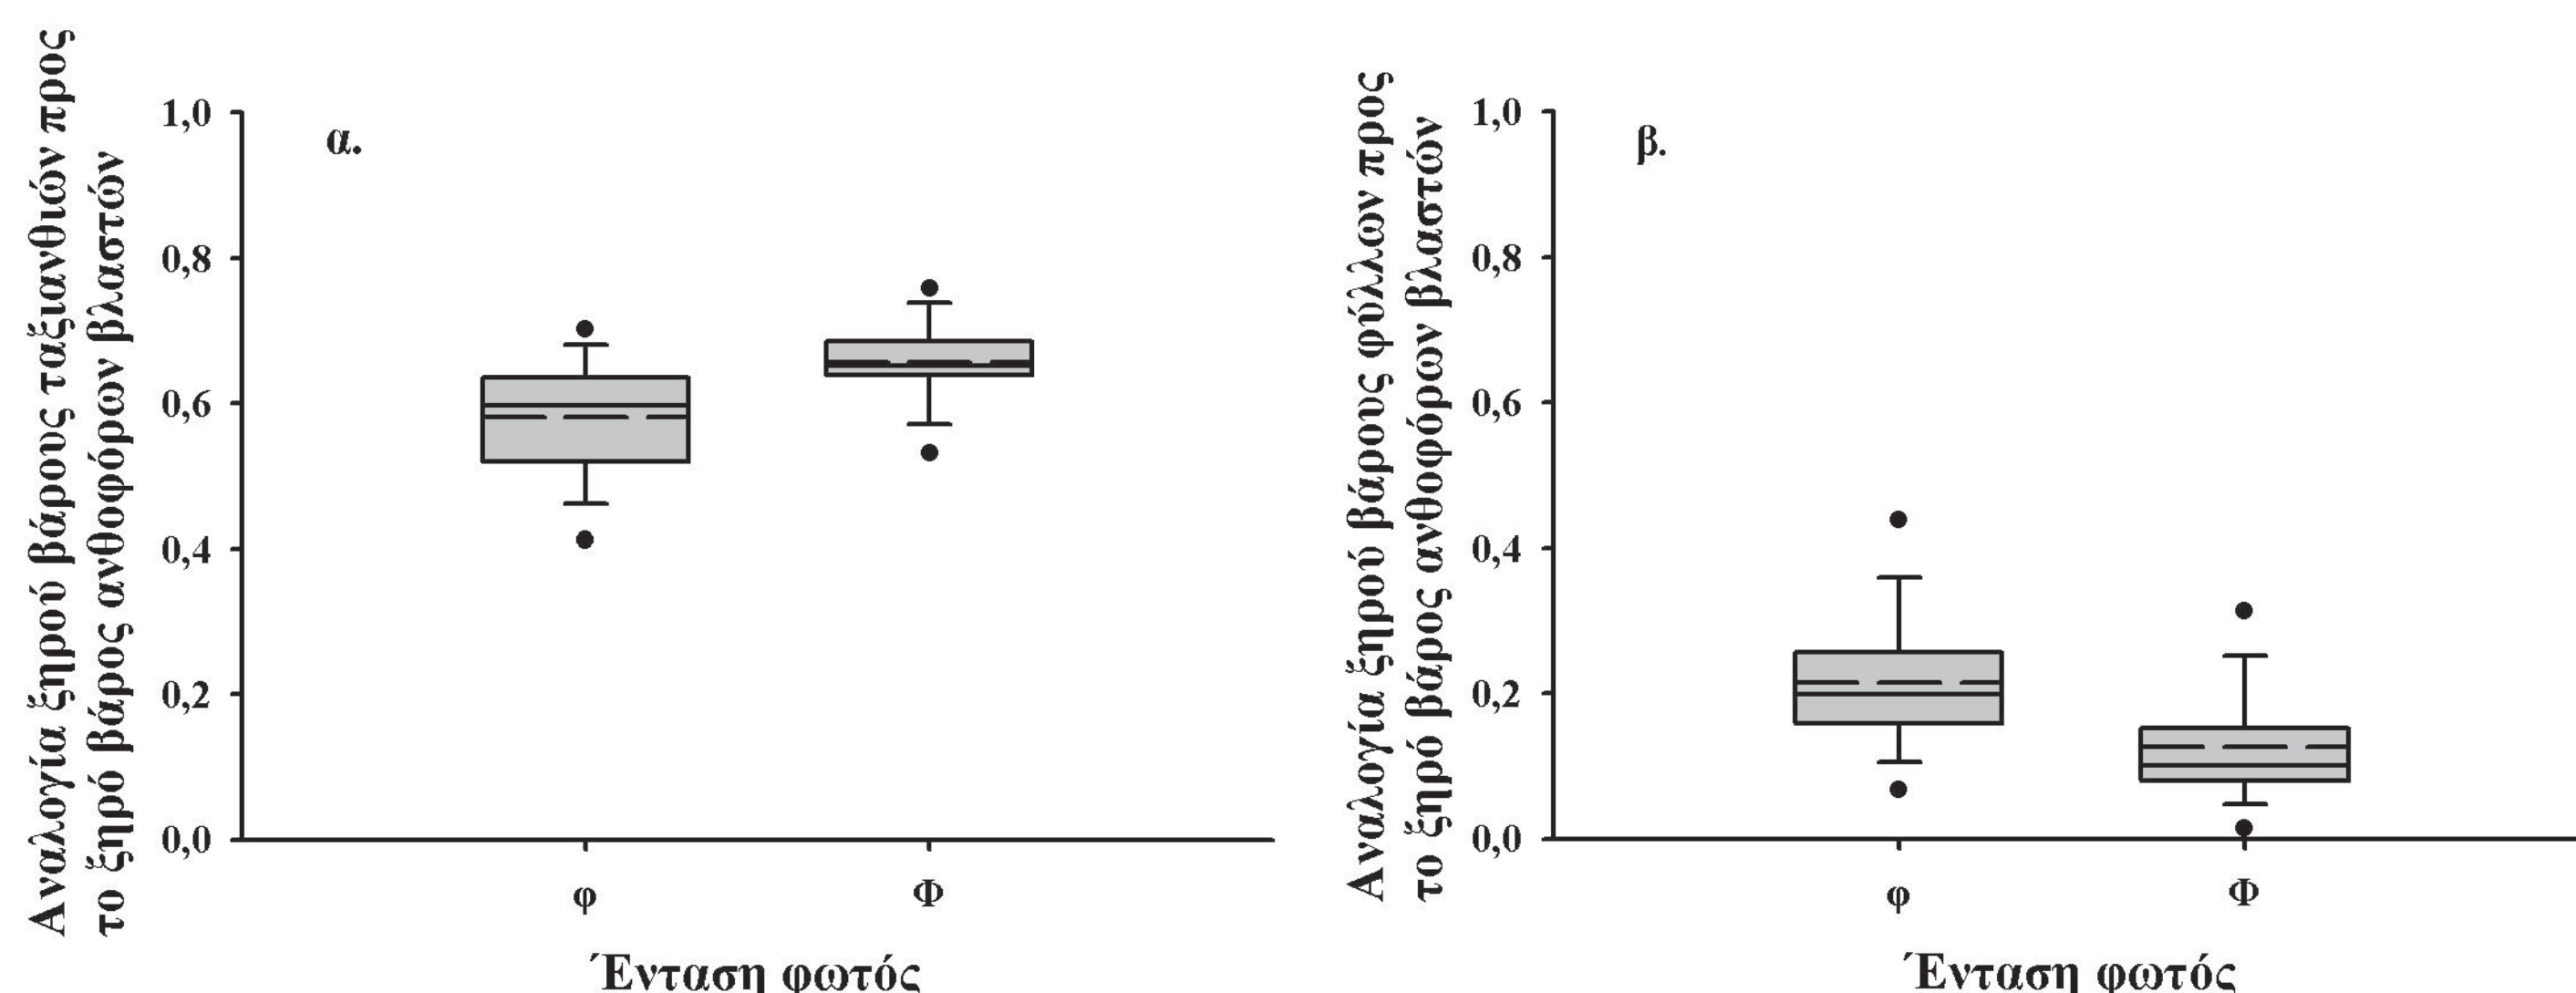 Αναλογία ξηρού βάρους ταξιανθιών προς
το ξηρό βάρος ανθοφόρων βλαστών
1,0
0,8
0,6
0,4
0,2
0,0
α.
φ
Φ
Ένταση φωτός
Αναλογία ξηρού βάρους φύλλων προς
το ξηρό βάρος ανθοφόρων βλαστών
1,0
0,8
0,6
0,4
0,2
0,0
β.
φ
Φ
Ένταση φωτός